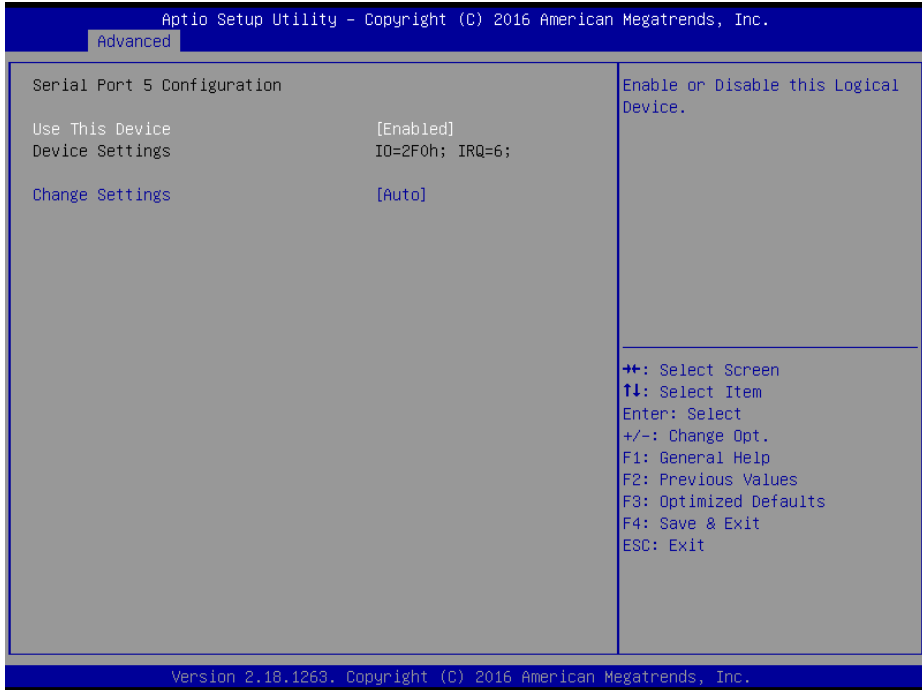 Aptio Setup Utility – Copyright (C) 2016 American Megatrends, Inc.
Advanced
Serial Port 5 Configuration
Use This Device [Enabled]
Device Settings IO=2F0h; IRQ=6;
Change Settings [Auto]
Enable or Disable this Logical
Device.
→←: Select Screen
↑↓: Select Item
Enter: Select
+/-: Change Opt.
F1: General Help
F2: Previous Values
F3: Optimized Defaults
F4: Save & Exit
ESC: Exit
Version 2.18.1263. Copyright (C) 2016 American Megatrends, Inc.